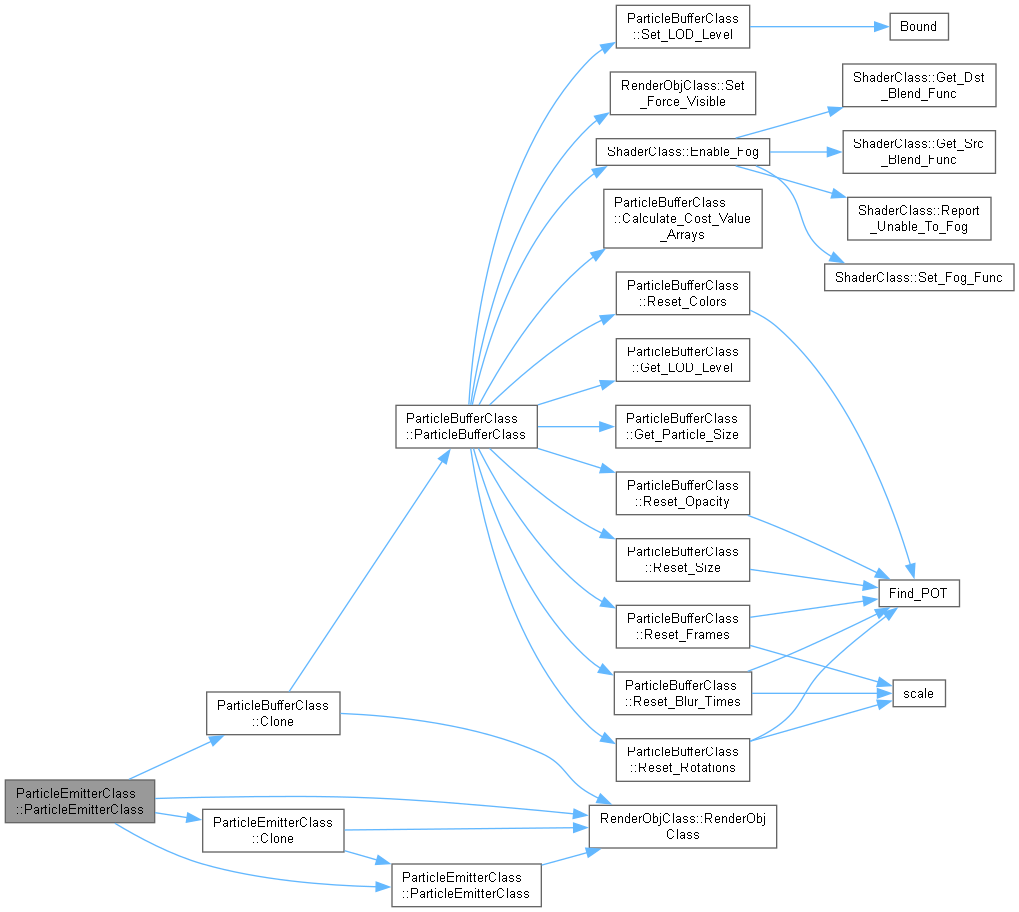 ParticleBufferClass
::Set_LOD_Level
Bound
RenderObjClass::Set
_Force_Visible
ShaderClass::Get_Dst
_Blend_Func
ShaderClass::Enable_Fog
ShaderClass::Get_Src
_Blend_Func
ParticleBufferClass
::Calculate_Cost_Value
_Arrays
ShaderClass::Report
_Unable_To_Fog
ShaderClass::Set_Fog_Func
ParticleBufferClass
::Reset_Colors
ParticleBufferClass
::Get_LOD_Level
ParticleBufferClass
::ParticleBufferClass
ParticleBufferClass
::Get_Particle_Size
ParticleBufferClass
::Reset_Opacity
ParticleBufferClass
::Reset_Size
Find_POT
ParticleBufferClass
::Reset_Frames
ParticleBufferClass
::Reset_Blur_Times
scale
ParticleBufferClass
::Clone
ParticleBufferClass
::Reset_Rotations
ParticleEmitterClass
::ParticleEmitterClass
ParticleEmitterClass
::Clone
RenderObjClass::RenderObj
Class
ParticleEmitterClass
::ParticleEmitterClass